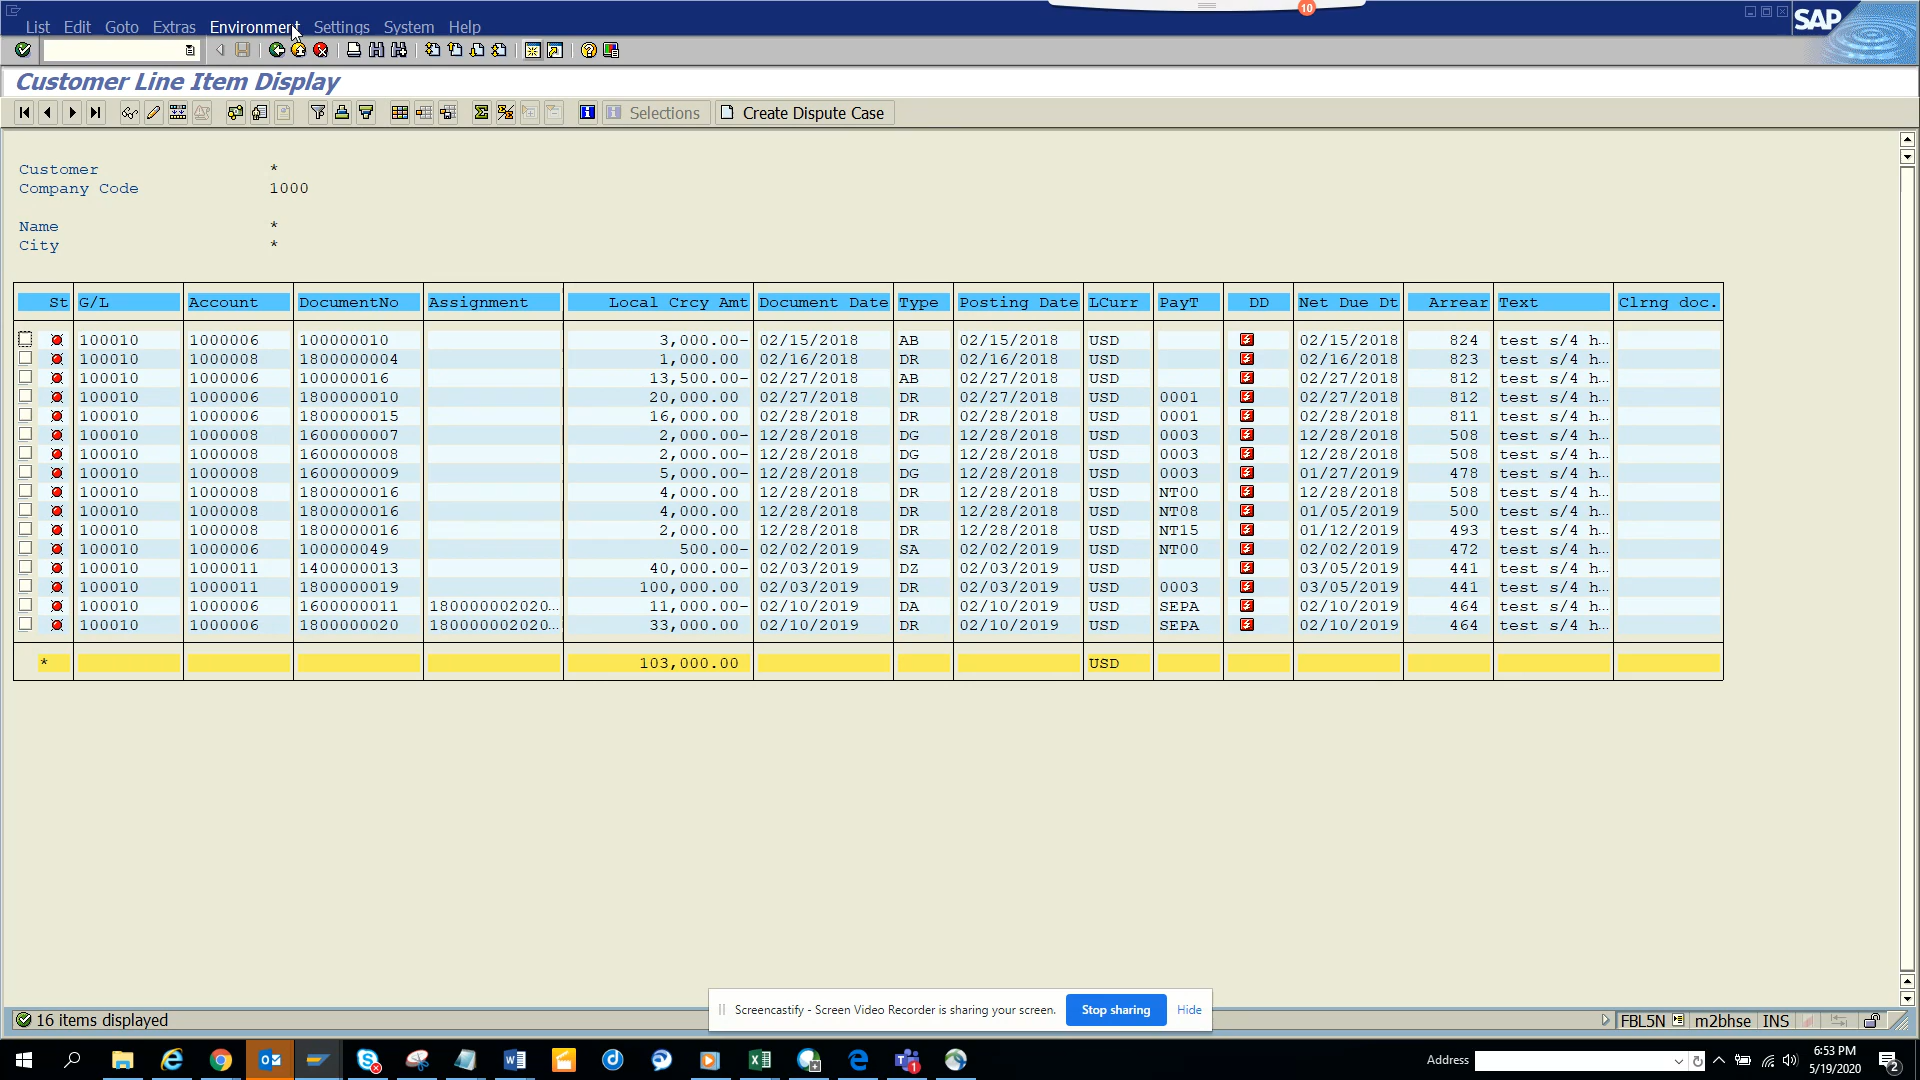 10
List Edit Goto Extras Environment Settings System Help
SAP
Customer Line Item Display
Selections Create Dispute Case
Customer *
Company Code 1000
Name *
City *
St G/L Account DocumentNo Assignment Local Crcy Amt Document Date Type Posting Date LCurr PayT DD Net Due Dt Arrear Text Clrng doc.
100010 1000006 100000010 3,000.00- 02/15/2018 AB 02/15/2018 USD 02/15/2018 824 test s/4 h...
100010 1000008 1800000004 1,000.00 02/16/2018 DR 02/16/2018 USD 02/16/2018 823 test s/4 h...
100010 1000006 100000016 13,500.00- 02/27/2018 AB 02/27/2018 USD 02/27/2018 812 test s/4 h...
100010 1000006 1800000010 20,000.00 02/27/2018 DR 02/27/2018 USD 0001 02/27/2018 812 test s/4 h...
100010 1000006 1800000015 16,000.00 02/28/2018 DR 02/28/2018 USD 0001 02/28/2018 811 test s/4 h...
100010 1000008 1600000007 2,000.00- 12/28/2018 DG 12/28/2018 USD 0003 12/28/2018 508 test s/4 h...
100010 1000008 1600000008 2,000.00- 12/28/2018 DG 12/28/2018 USD 0003 12/28/2018 508 test s/4 h...
100010 1000008 1600000009 5,000.00- 12/28/2018 DG 12/28/2018 USD 0003 01/27/2019 478 test s/4 h...
100010 1000008 1800000016 4,000.00 12/28/2018 DR 12/28/2018 USD NT00 12/28/2018 508 test s/4 h...
100010 1000008 1800000016 4,000.00 12/28/2018 DR 12/28/2018 USD NT08 01/05/2019 500 test s/4 h...
100010 1000008 1800000016 2,000.00 12/28/2018 DR 12/28/2018 USD NT15 01/12/2019 493 test s/4 h...
100010 1000006 100000049 500.00- 02/02/2019 SA 02/02/2019 USD NT00 02/02/2019 472 test s/4 h...
100010 1000011 1400000013 40,000.00- 02/03/2019 DZ 02/03/2019 USD 03/05/2019 441 test s/4 h...
100010 1000011 1800000019 100,000.00 02/03/2019 DR 02/03/2019 USD 0003 03/05/2019 441 test s/4 h...
100010 1000006 1600000011 180000002020... 11,000.00- 02/10/2019 DA 02/10/2019 USD SEPA 02/10/2019 464 test s/4 h...
100010 1000006 1800000020 180000002020... 33,000.00 02/10/2019 DR 02/10/2019 USD SEPA 02/10/2019 464 test s/4 h...
* 103,000.00 USD
Screencastify - Screen Video Recorder is sharing your screen. Stop sharing Hide
16 items displayed FBL5N m2bhse INS
Address 6:53 PM
5/19/2020 2